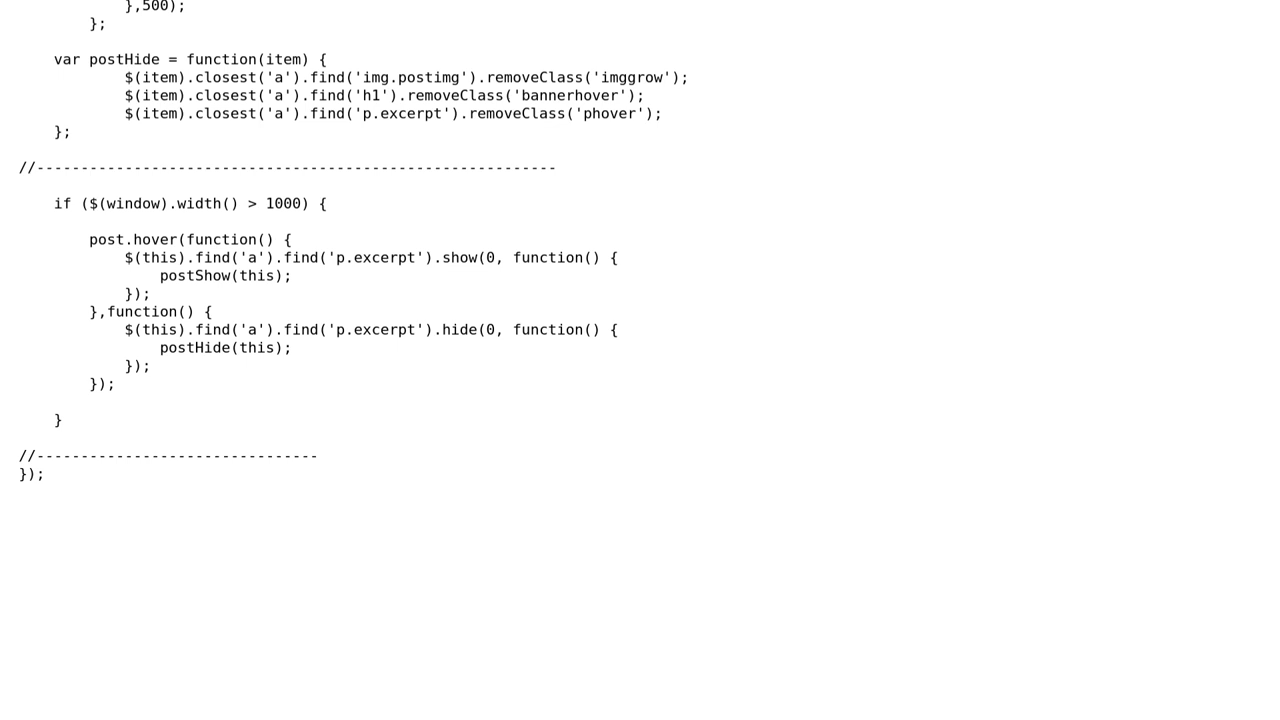 },500);
};
var postHide = function(item) {
$(item).closest('a').find('img.postimg').removeClass('imggrow');
$(item).closest('a').find('h1').removeClass('bannerhover');
$(item).closest('a').find('p.excerpt').removeClass('phover');
};
//-----------------------------------------------------------
if ($(window).width() > 1000) {
post.hover(function() {
$(this).find('a').find('p.excerpt').show(0, function() {
postShow(this);
});
},function() {
$(this).find('a').find('p.excerpt').hide(0, function() {
postHide(this);
});
});
}
//--------------------------------
});